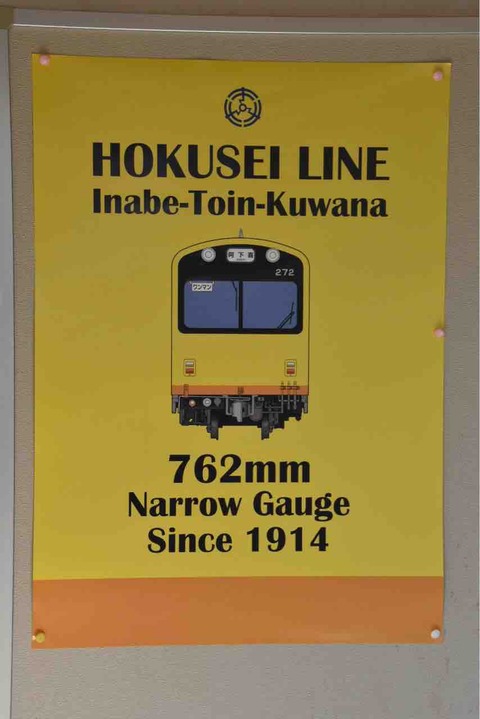 HOKUSEI LINE
Inabe-Toin-Kuwana
阿下喜
272
ワンマン
762mm
Narrow Gauge
Since 1914